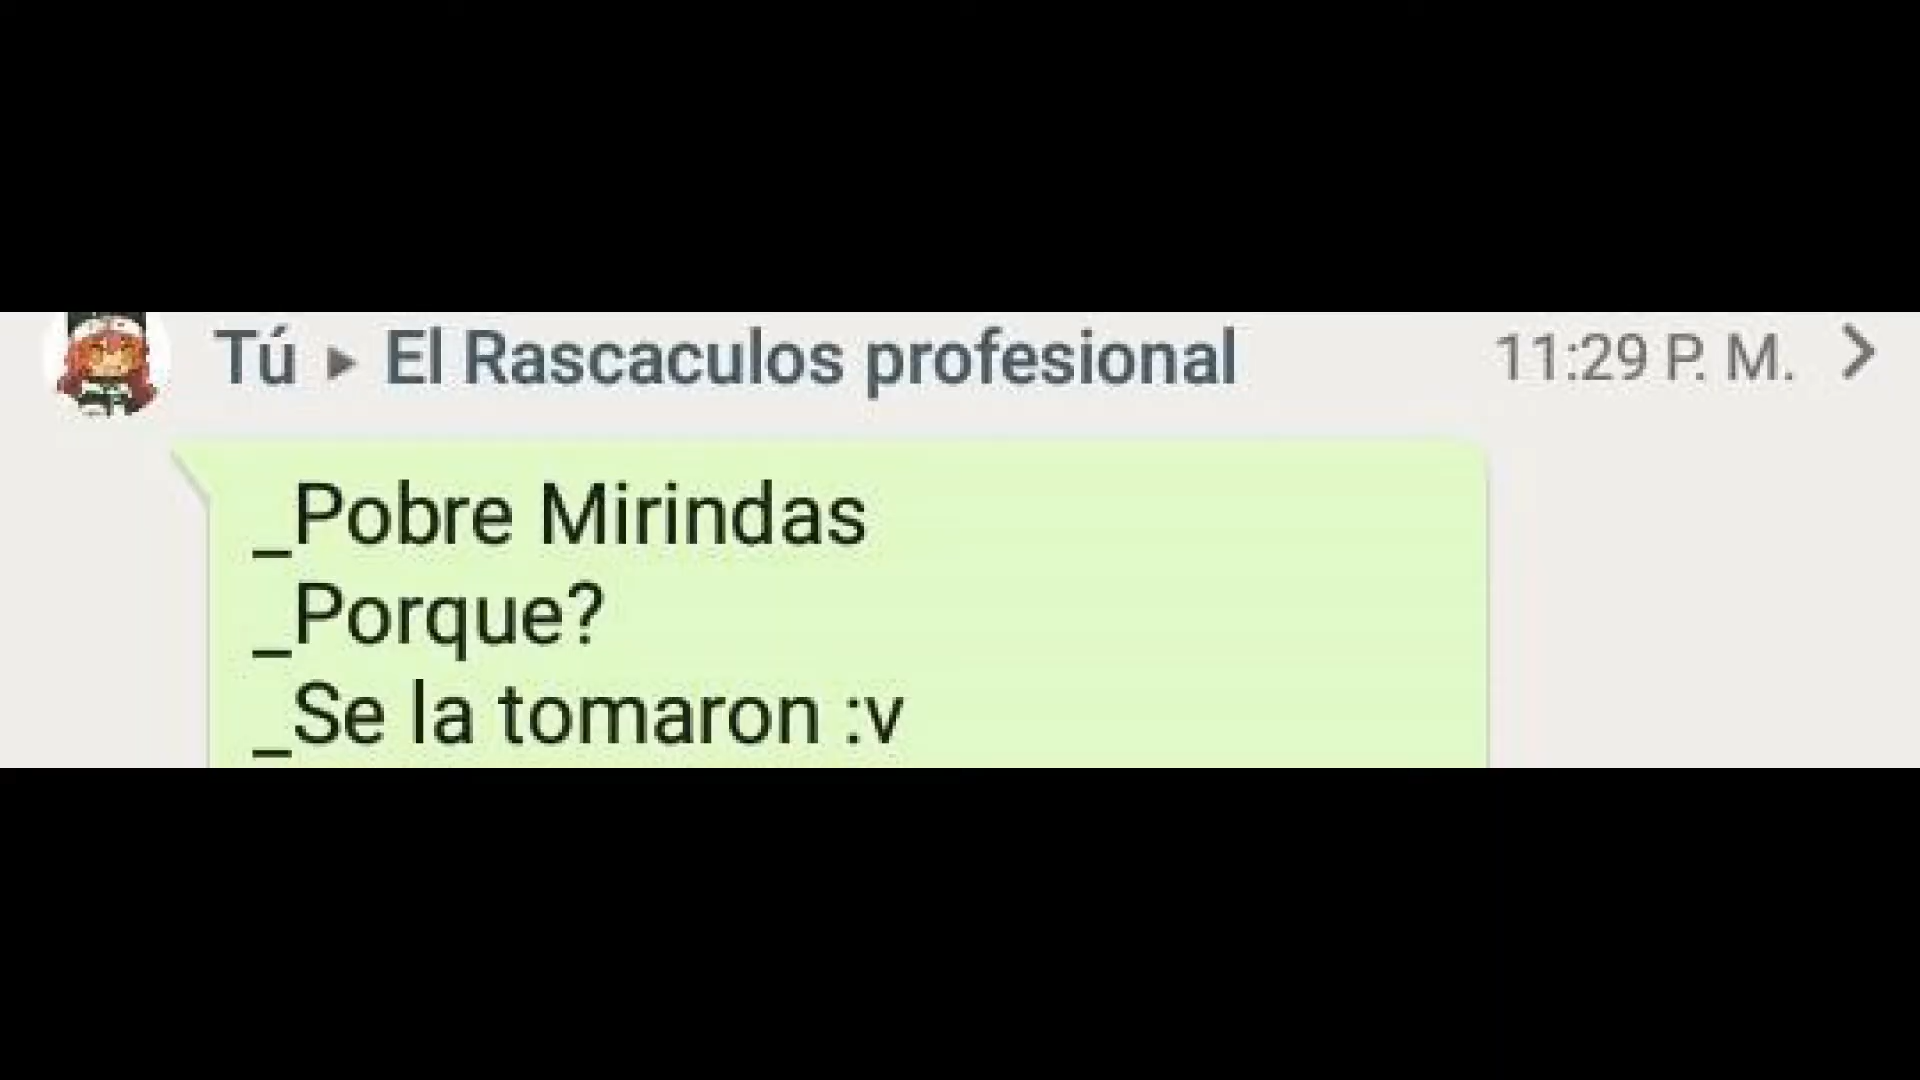 Tú ▸ El Rascaculos profesional 11:29 P. M.
_Pobre Mirindas
_Porque?
_Se la tomaron :v